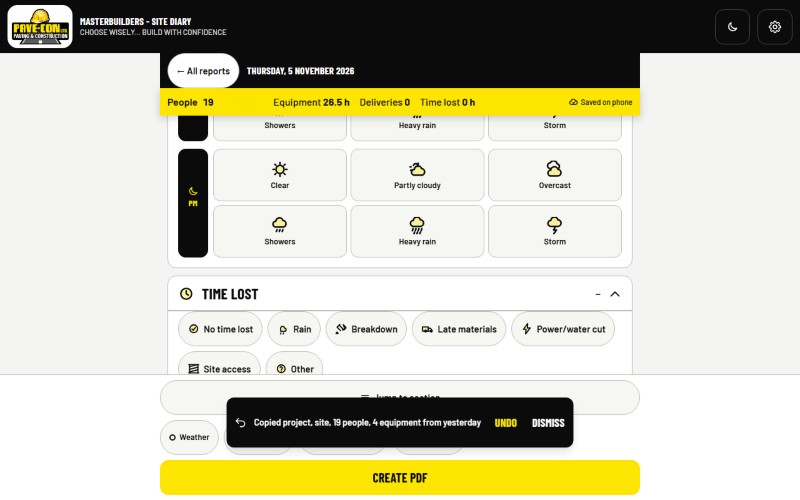 PAVE-CON LTD
PAVING & CONSTRUCTION
MASTERBUILDERS - SITE DIARY
CHOOSE WISELY... BUILD WITH CONFIDENCE
← All reports
THURSDAY, 5 NOVEMBER 2026
People 19 Equipment 26.5 h Deliveries 0 Time lost 0 h Saved on phone
Showers Heavy rain Storm
PM
Clear Partly cloudy Overcast
Showers Heavy rain Storm
TIME LOST –
No time lost Rain Breakdown Late materials Power/water cut
Site access Other
Jump to section
Copied project, site, 19 people, 4 equipment from yesterday UNDO DISMISS
Weather
CREATE PDF